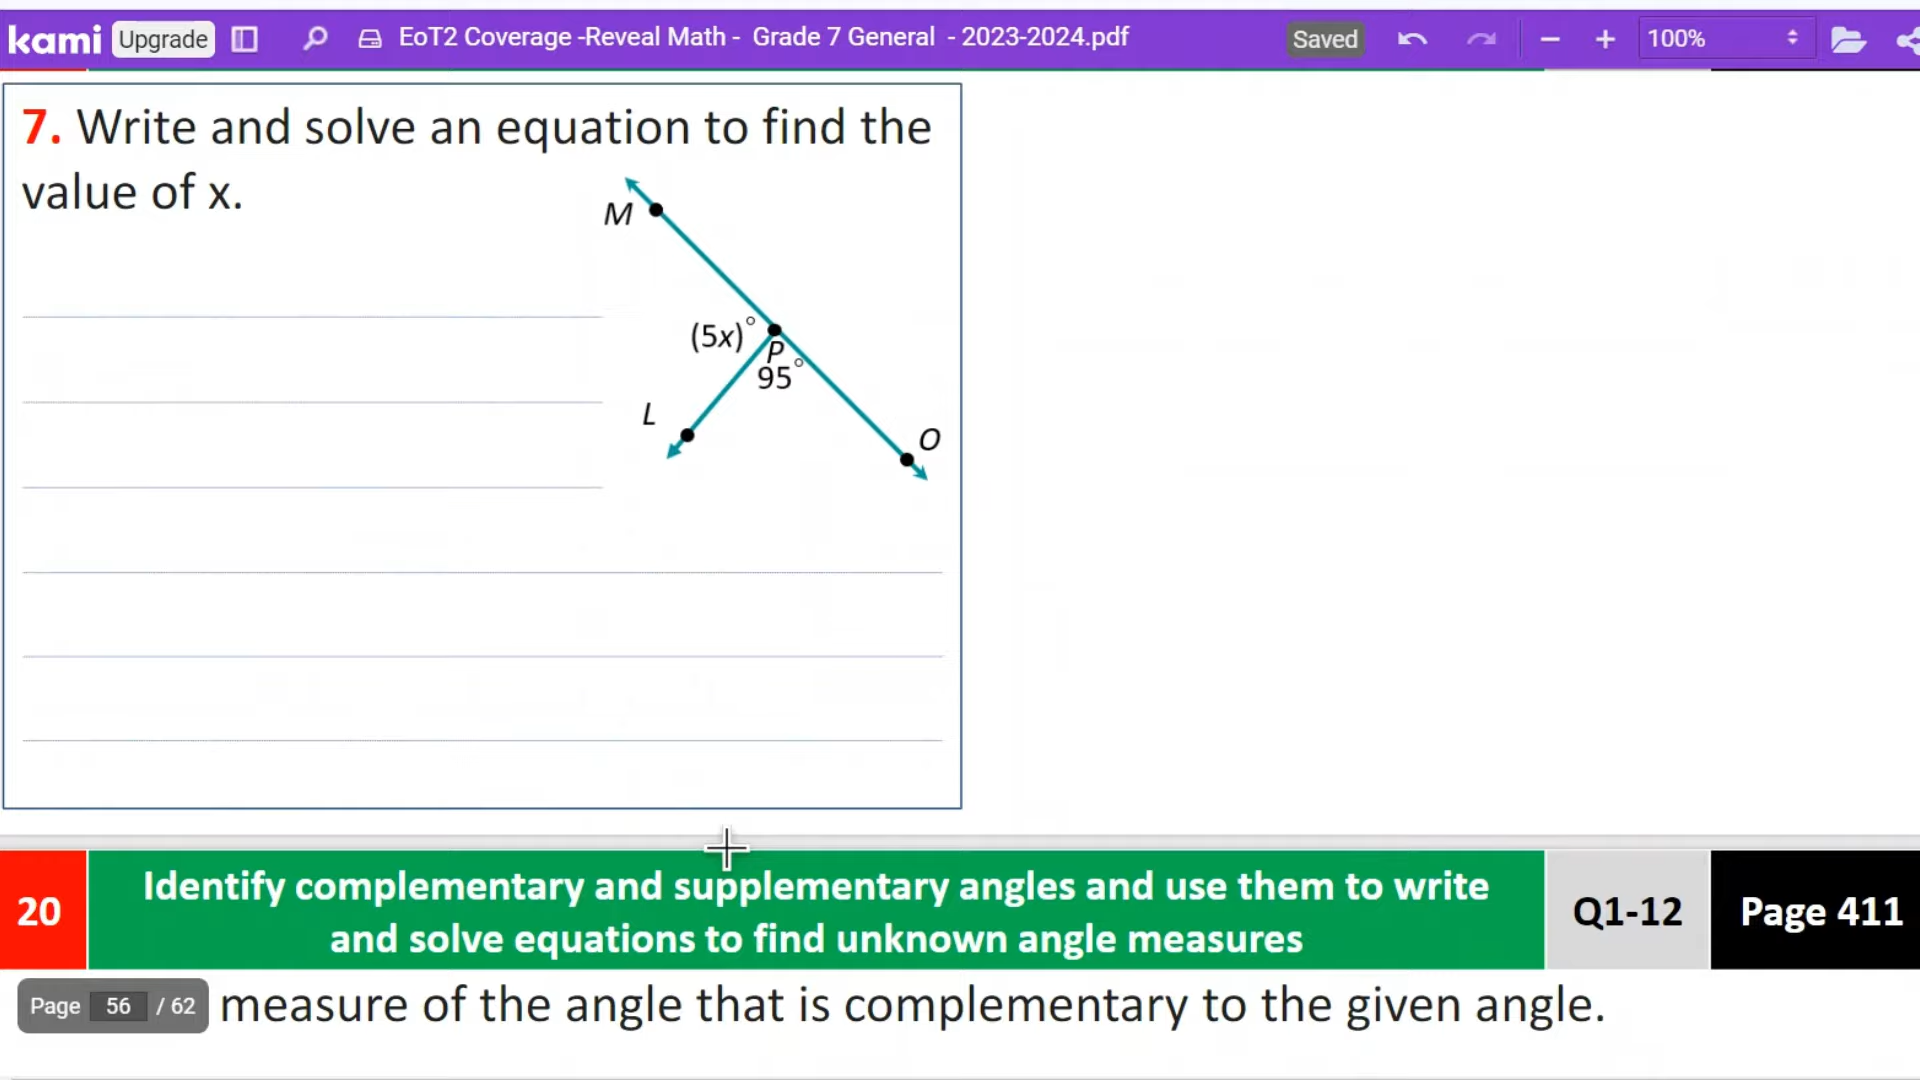 kami Upgrade EoT2 Coverage -Reveal Math - Grade 7 General - 2023-2024.pdf Saved 100%
7. Write and solve an equation to find the
value of x.
M
(5x)°
P
95°
L
O
20
Identify complementary and supplementary angles and use them to write
and solve equations to find unknown angle measures
Q1-12
Page 411
Page 56 / 62
measure of the angle that is complementary to the given angle.